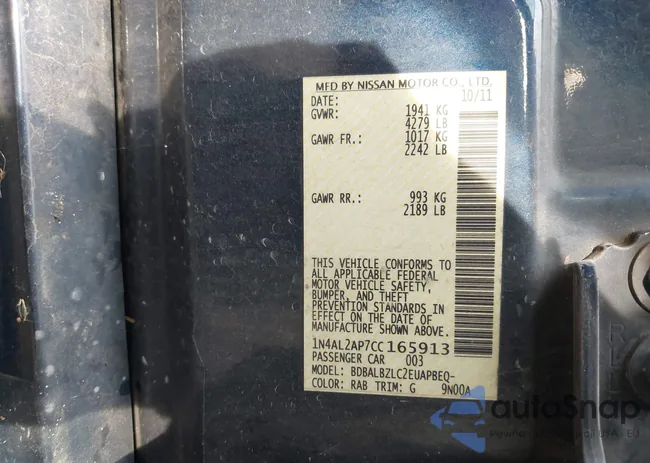 MFD BY NISSAN MOTOR CO., LTD.
DATE: 10/11
GVWR: 1941 KG
4279 LB
GAWR FR.: 1017 KG
2242 LB
GAWR RR.: 993 KG
2189 LB
THIS VEHICLE CONFORMS TO
ALL APPLICABLE FEDERAL
MOTOR VEHICLE SAFETY,
BUMPER, AND THEFT
PREVENTION STANDARDS IN
EFFECT ON THE DATE OF
MANUFACTURE SHOWN ABOVE.
1N4AL2AP7CC165913
PASSENGER CAR 003
MODEL: BDBALBZLC2EUAPBEQ-
COLOR: RAB TRIM: G 9N00A
autoSnap